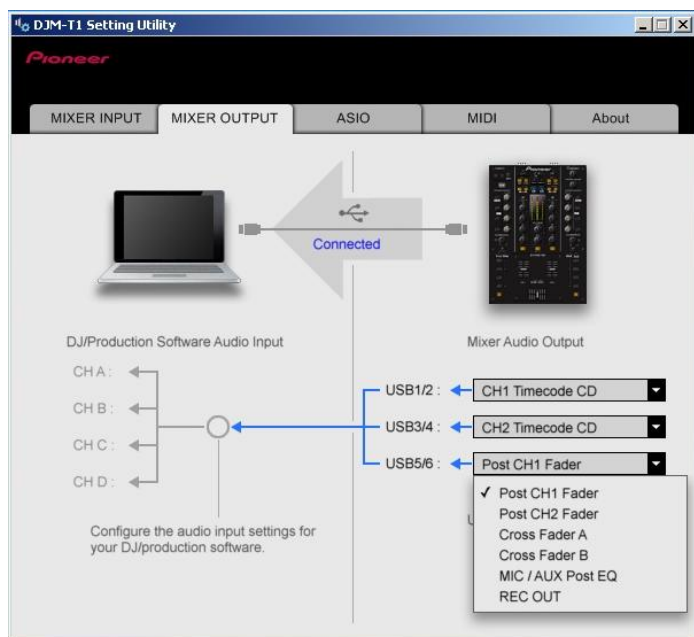 DJM-T1 Setting Utility
Pioneer
MIXER INPUT
MIXER OUTPUT
ASIO
MIDI
About
Connected
DJ/Production Software Audio Input
Mixer Audio Output
CH A :
CH B :
CH C :
CH D :
USB1/2 :
CH1 Timecode CD
USB3/4 :
CH2 Timecode CD
USB5/6 :
Post CH1 Fader
✓ Post CH1 Fader
Post CH2 Fader
Cross Fader A
Cross Fader B
MIC / AUX Post EQ
REC OUT
Configure the audio input settings for
your DJ/production software.